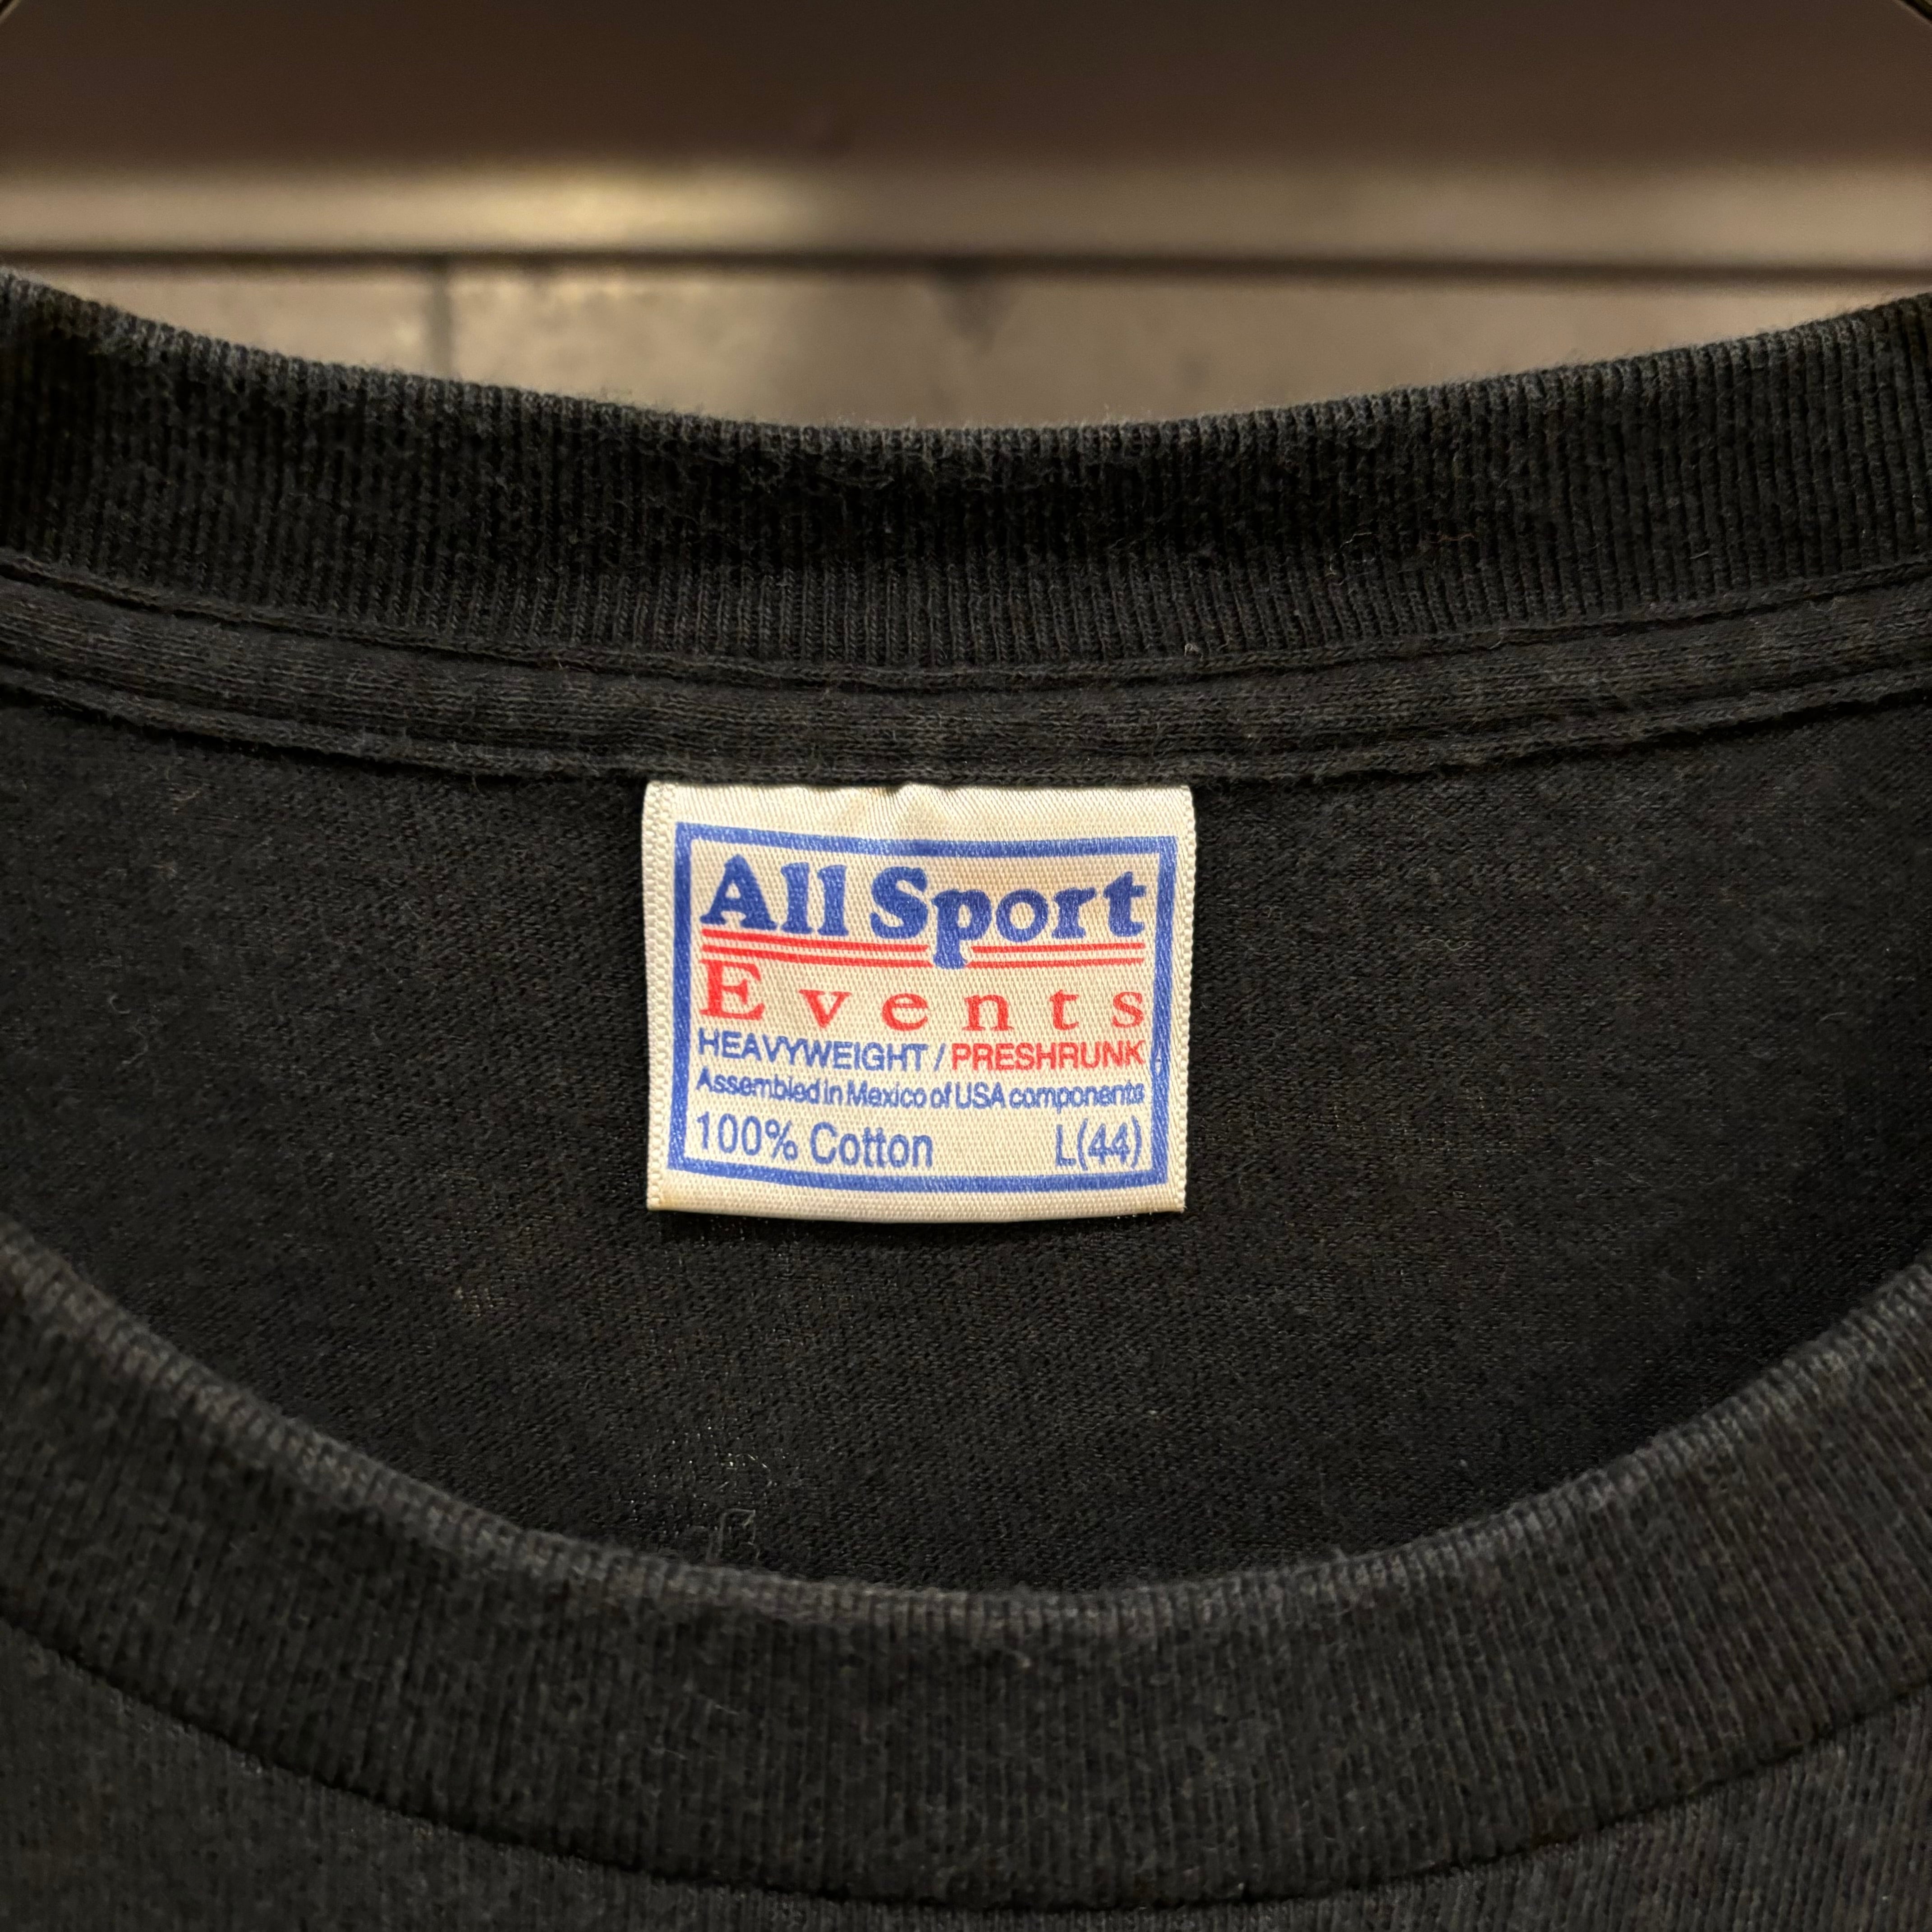 All Sport
Events
HEAVYWEIGHT / PRESHRUNK
Assembled in Mexico of USA components
100% Cotton L(44)